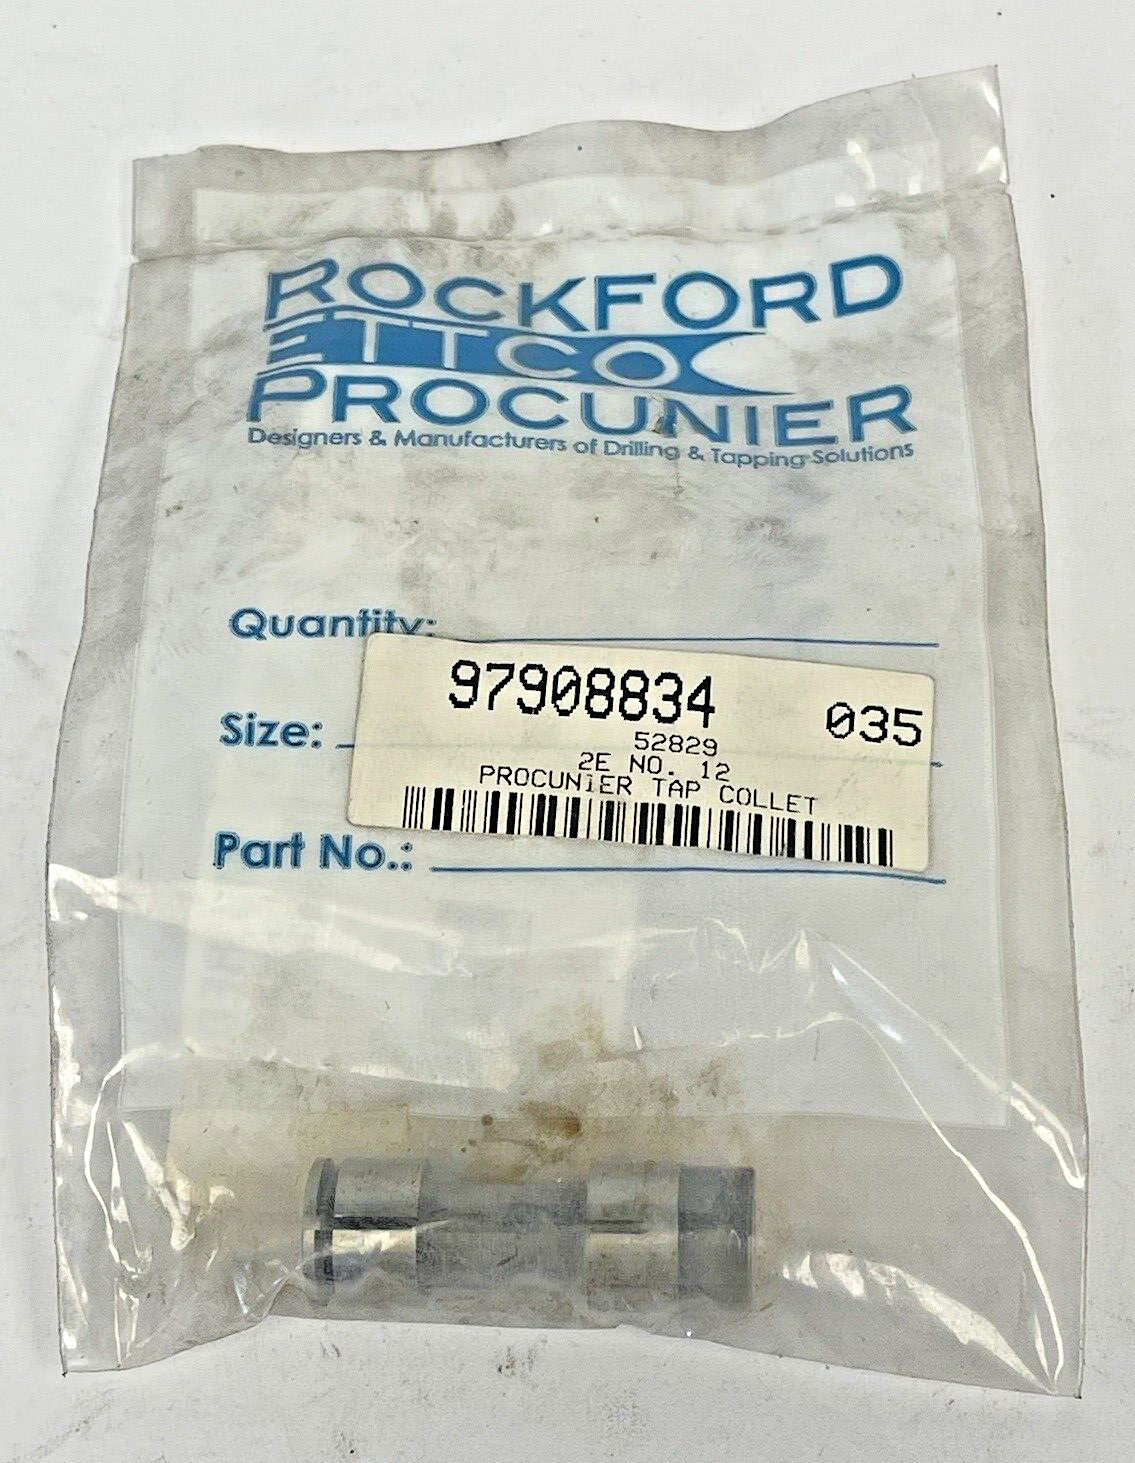 ROCKFORD
ETTCO
PROCUNIER
Designers & Manufacturers of Drilling & Tapping Solutions
Quantity:
97908834 035
Size:
52829
2E NO. 12
PROCUNIER TAP COLLET
Part No.: